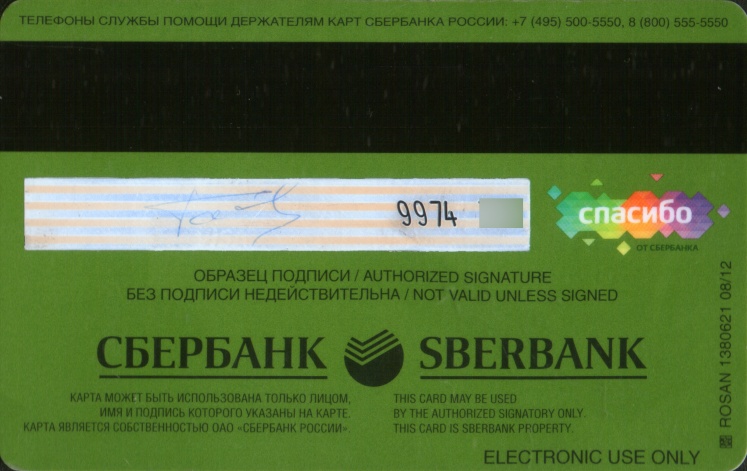 ТЕЛЕФОНЫ СЛУЖБЫ ПОМОЩИ ДЕРЖАТЕЛЯМ КАРТ СБЕРБАНКА РОССИИ: +7 (495) 500-5550, 8 (800) 555-5550
9974
спасибо
ОТ СБЕРБАНКА
ОБРАЗЕЦ ПОДПИСИ / AUTHORIZED SIGNATURE
БЕЗ ПОДПИСИ НЕДЕЙСТВИТЕЛЬНА / NOT VALID UNLESS SIGNED
СБЕРБАНК SBERBANK
КАРТА МОЖЕТ БЫТЬ ИСПОЛЬЗОВАНА ТОЛЬКО ЛИЦОМ,
ИМЯ И ПОДПИСЬ КОТОРОГО УКАЗАНЫ НА КАРТЕ.
КАРТА ЯВЛЯЕТСЯ СОБСТВЕННОСТЬЮ ОАО «СБЕРБАНК РОССИИ».
THIS CARD MAY BE USED
BY THE AUTHORIZED SIGNATORY ONLY.
THIS CARD IS SBERBANK PROPERTY.
ELECTRONIC USE ONLY
ROSAN 1380621 08/12